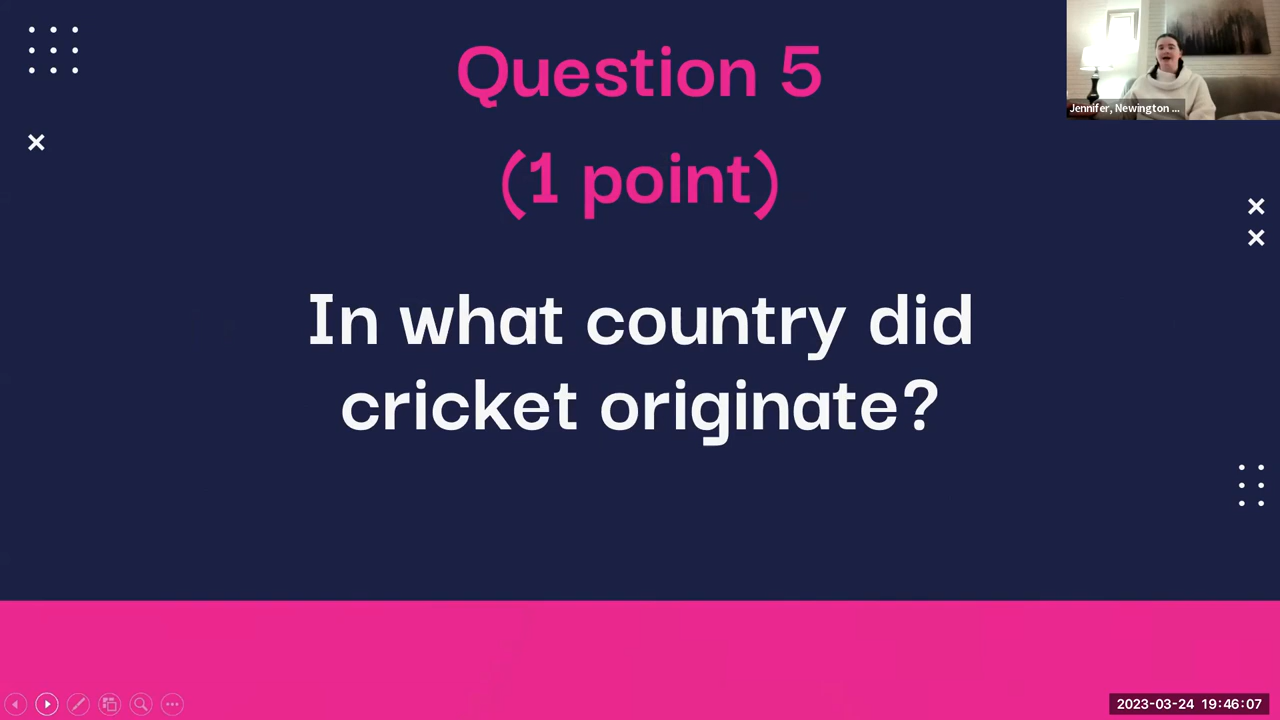 Question 5
(1 point)
Jennifer, Newington ...
In what country did
cricket originate?
2023-03-24 19:46:07